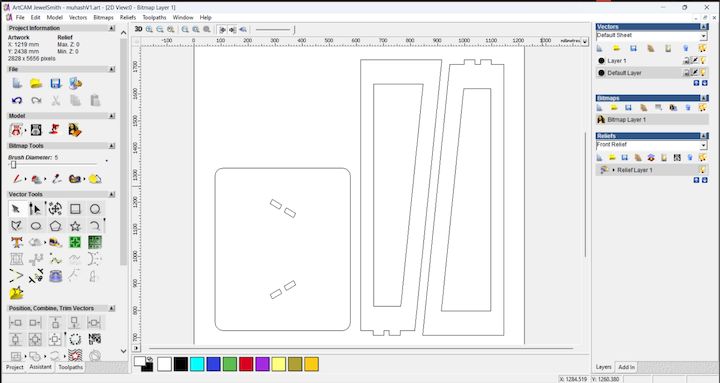 ArtCAM JewelSmith - muhashV1.art - [2D View:0 - Bitmap Layer 1]
File Edit Model Vectors Bitmaps Reliefs Toolpaths Window Help
Project Information
Artwork Relief
X: 1219 mm Max. Z: 0
Y: 2438 mm Min. Z: 0
2828 x 5656 pixels
File
Model
Bitmap Tools
Brush Diameter: 5
Vector Tools
Position, Combine, Trim Vectors
Project Assistant Toolpaths
3D
-100 0 100 200 300 400 500 600 700 800 900 1000 1100 1200 1300 millimetres
1700
1600
1500
1400
1300
1200
1100
1000
900
800
700
Vectors
Default Sheet
Layer 1
Default Layer
Bitmaps
Bitmap Layer 1
Reliefs
Front Relief
Relief Layer 1
Layers Add In
X: 1284.519 Y: 1260.380